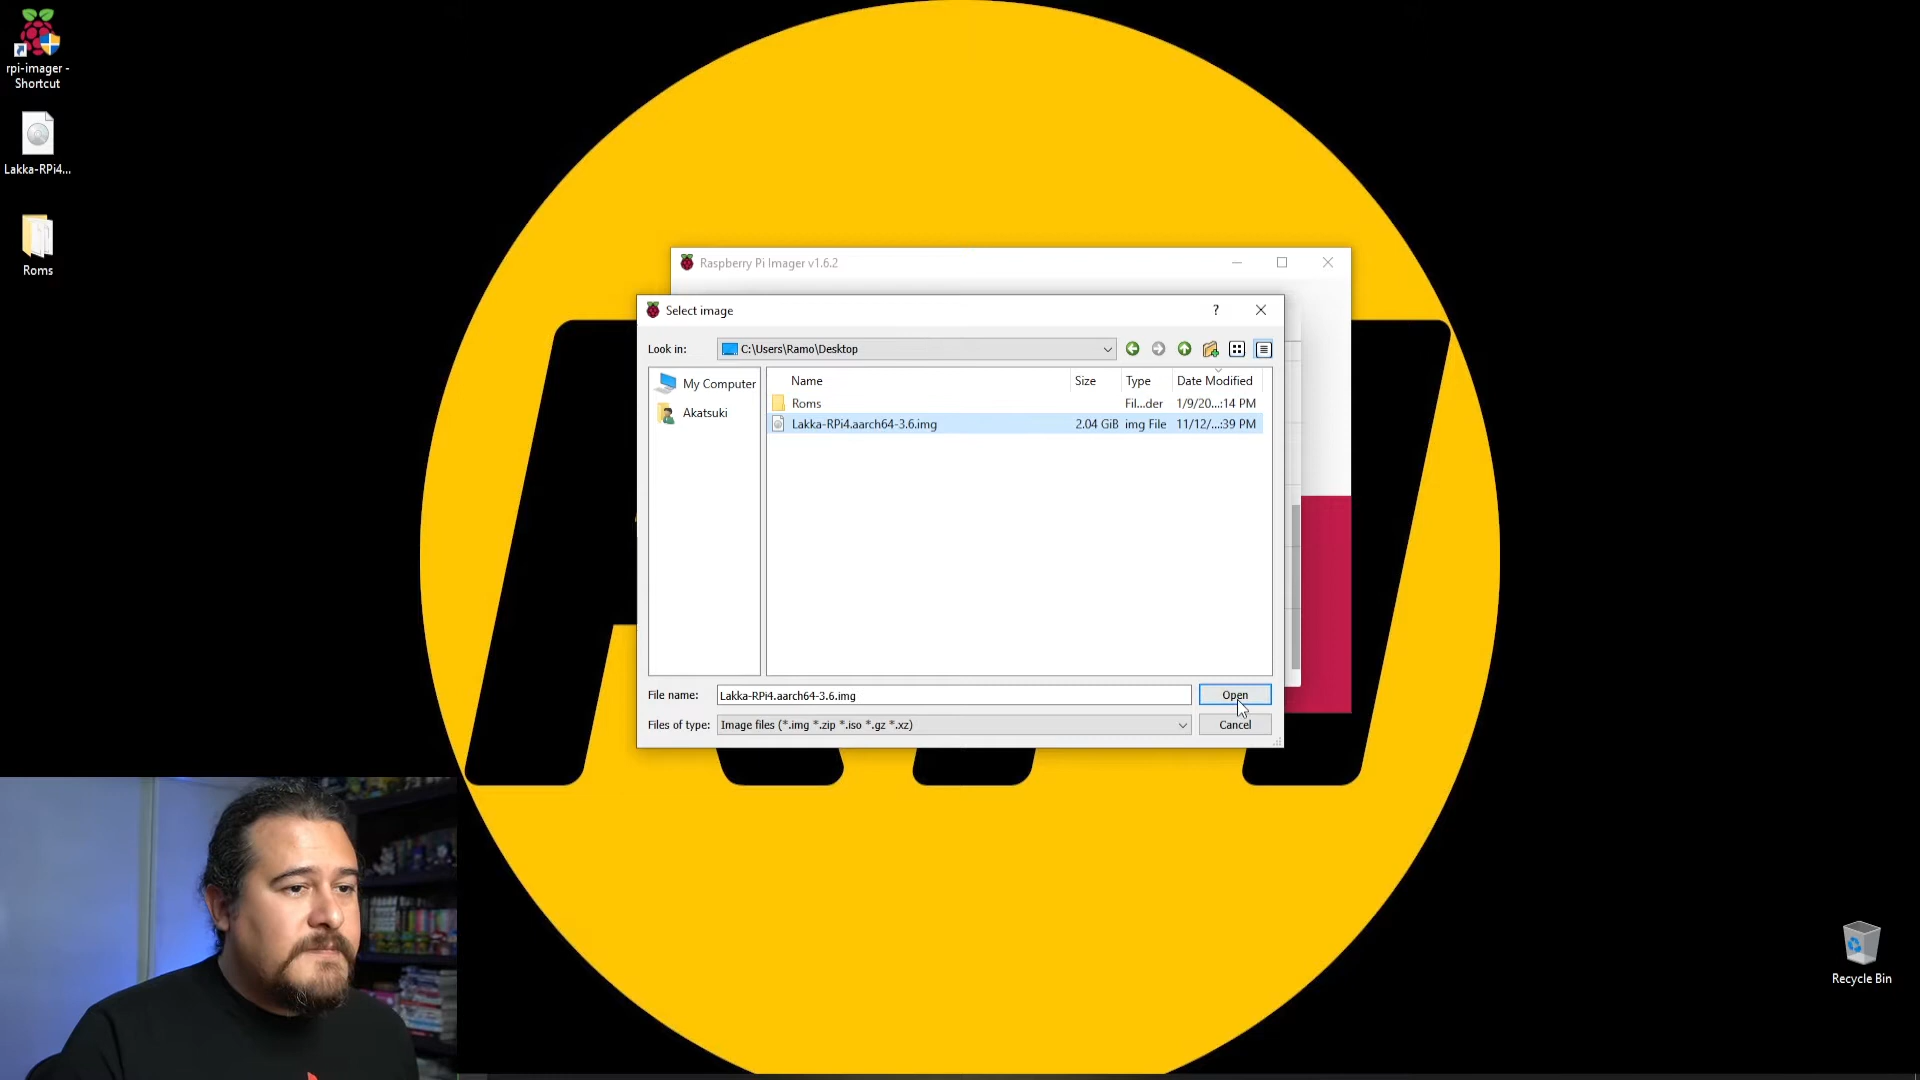 rpi-imager -
Shortcut
Lakka-RPi4...
Roms
Raspberry Pi Imager v1.6.2
Select image
?
Look in:
C:\Users\Ramo\Desktop
My Computer
Akatsuki
Name
Size
Type
Date Modified
Roms
Fil...der
1/9/20...:14 PM
Lakka-RPi4.aarch64-3.6.img
2.04 GiB
img File
11/12/...:39 PM
File name:
Lakka-RPi4.aarch64-3.6.img
Open
Files of type:
Image files (*.img *.zip *.iso *.gz *.xz)
Cancel
Recycle Bin